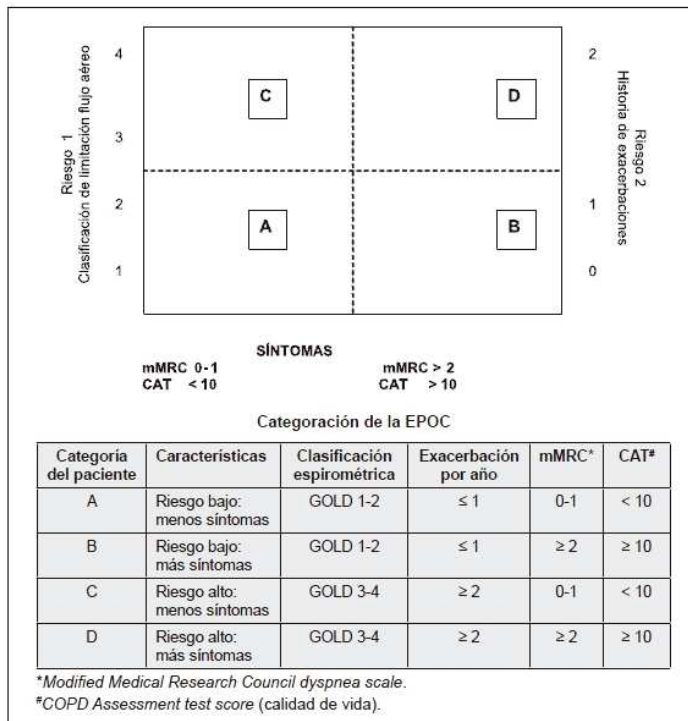 4
3
2
1
Riesgo 1
Clasificación de limitación flujo aéreo
C
D
A
B
2
1
0
Riesgo 2
Historia de exacerbaciones
SÍNTOMAS
mMRC 0-1
CAT < 10
mMRC > 2
CAT > 10
Categoración de la EPOC
Categoría del paciente
Características
Clasificación espirométrica
Exacerbación por año
mMRC*
CAT#
A
Riesgo bajo: menos síntomas
GOLD 1-2
≤ 1
0-1
< 10
B
Riesgo bajo: más síntomas
GOLD 1-2
≤ 1
≥ 2
≥ 10
C
Riesgo alto: menos síntomas
GOLD 3-4
≥ 2
0-1
< 10
D
Riesgo alto: más síntomas
GOLD 3-4
≥ 2
≥ 2
≥ 10
*Modified Medical Research Council dyspnea scale.
#COPD Assessment test score (calidad de vida).